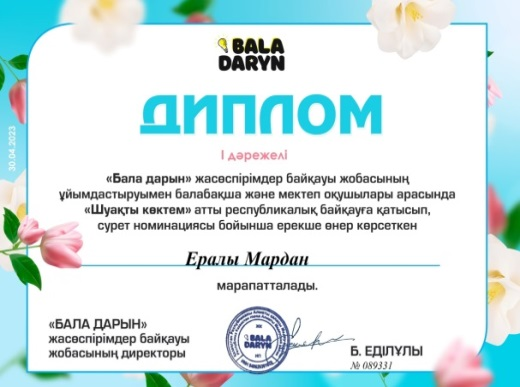 BALA
DARYN
ДИПЛОМ
I дәрежелі
«Бала дарын» жасөспірімдер байқауы жобасының
ұйымдастыруымен балабақша және мектеп оқушылары арасында
«Шуақты көктем» атты республикалық байқауға қатысып,
сурет номинациясы бойынша ерекше өнер көрсеткен
Ералы Мардан
марапатталады.
«БАЛА ДАРЫН»
жасөспірімдер байқауы
жобасының директоры
BALA
DARYN
Б. ЕДІЛҰЛЫ
№ 089331
30.04.2023